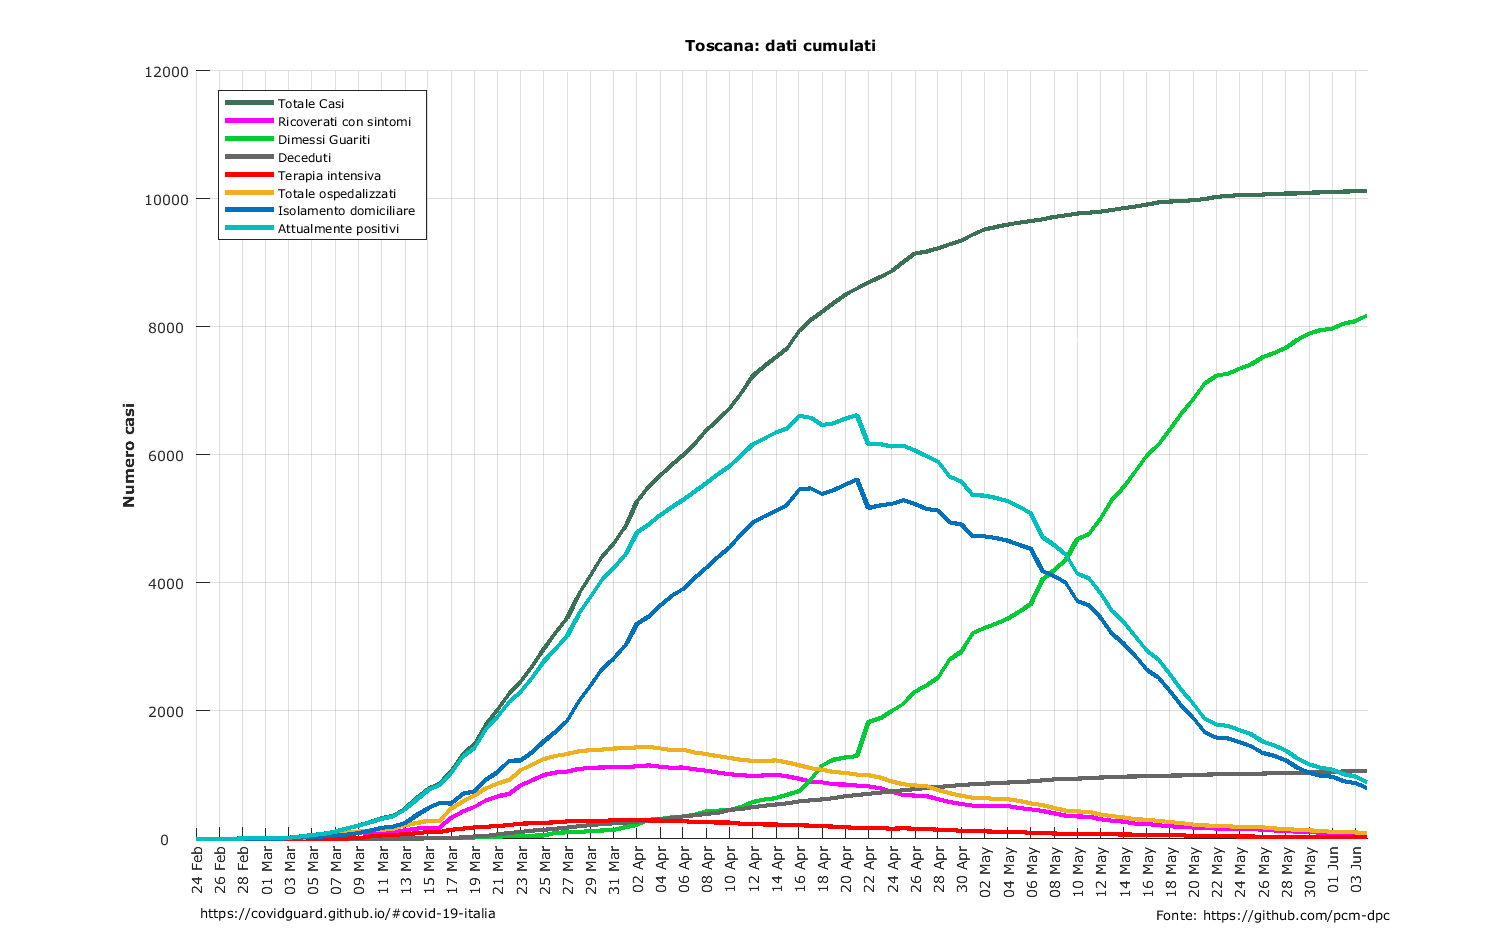 Toscana: dati cumulati
12000
10000
8000
6000
4000
2000
0
Numero casi
Totale Casi
Ricoverati con sintomi
Dimessi Guariti
Deceduti
Terapia intensiva
Totale ospedalizzati
Isolamento domiciliare
Attualmente positivi
24 Feb
26 Feb
28 Feb
01 Mar
03 Mar
05 Mar
07 Mar
09 Mar
11 Mar
13 Mar
15 Mar
17 Mar
19 Mar
21 Mar
23 Mar
25 Mar
27 Mar
29 Mar
31 Mar
02 Apr
04 Apr
06 Apr
08 Apr
10 Apr
12 Apr
14 Apr
16 Apr
18 Apr
20 Apr
22 Apr
24 Apr
26 Apr
28 Apr
30 Apr
02 May
04 May
06 May
08 May
10 May
12 May
14 May
16 May
18 May
20 May
22 May
24 May
26 May
28 May
30 May
01 Jun
03 Jun
https://covidguard.github.io/#covid-19-italia
Fonte: https://github.com/pcm-dpc